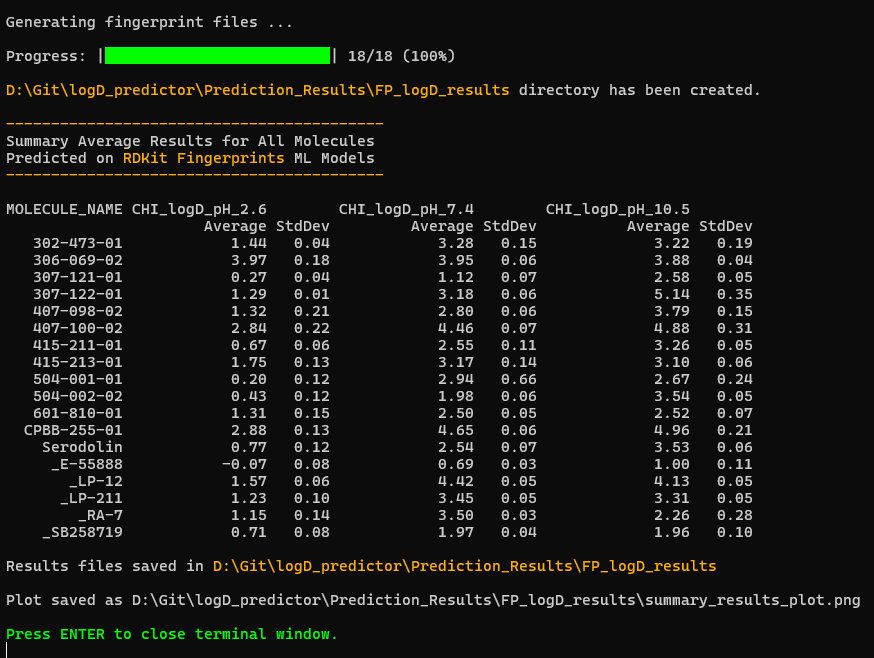 Generating fingerprint files ...
Progress: | | 18/18 (100%)
D:\Git\logD_predictor\Prediction_Results\FP_logD_results directory has been created.
------------------------------------------
Summary Average Results for All Molecules
Predicted on RDKit Fingerprints ML Models
------------------------------------------
MOLECULE_NAME CHI_logD_pH_2.6 CHI_logD_pH_7.4 CHI_logD_pH_10.5
Average StdDev Average StdDev Average StdDev
302-473-01 1.44 0.04 3.28 0.15 3.22 0.19
306-069-02 3.97 0.18 3.95 0.06 3.88 0.04
307-121-01 0.27 0.04 1.12 0.07 2.58 0.05
307-122-01 1.29 0.01 3.18 0.06 5.14 0.35
407-098-02 1.32 0.21 2.80 0.06 3.79 0.15
407-100-02 2.84 0.22 4.46 0.07 4.88 0.31
415-211-01 0.67 0.06 2.55 0.11 3.26 0.05
415-213-01 1.75 0.13 3.17 0.14 3.10 0.06
504-001-01 0.20 0.12 2.94 0.66 2.67 0.24
504-002-02 0.43 0.12 1.98 0.06 3.54 0.05
601-810-01 1.31 0.15 2.50 0.05 2.52 0.07
CPBB-255-01 2.88 0.13 4.65 0.06 4.96 0.21
Serodolin 0.77 0.12 2.54 0.07 3.53 0.06
_E-55888 -0.07 0.08 0.69 0.03 1.00 0.11
_LP-12 1.57 0.06 4.42 0.05 4.13 0.05
_LP-211 1.23 0.10 3.45 0.05 3.31 0.05
_RA-7 1.15 0.14 3.50 0.03 2.26 0.28
_SB258719 0.71 0.08 1.97 0.04 1.96 0.10
Results files saved in D:\Git\logD_predictor\Prediction_Results\FP_logD_results
Plot saved as D:\Git\logD_predictor\Prediction_Results\FP_logD_results\summary_results_plot.png
Press ENTER to close terminal window.